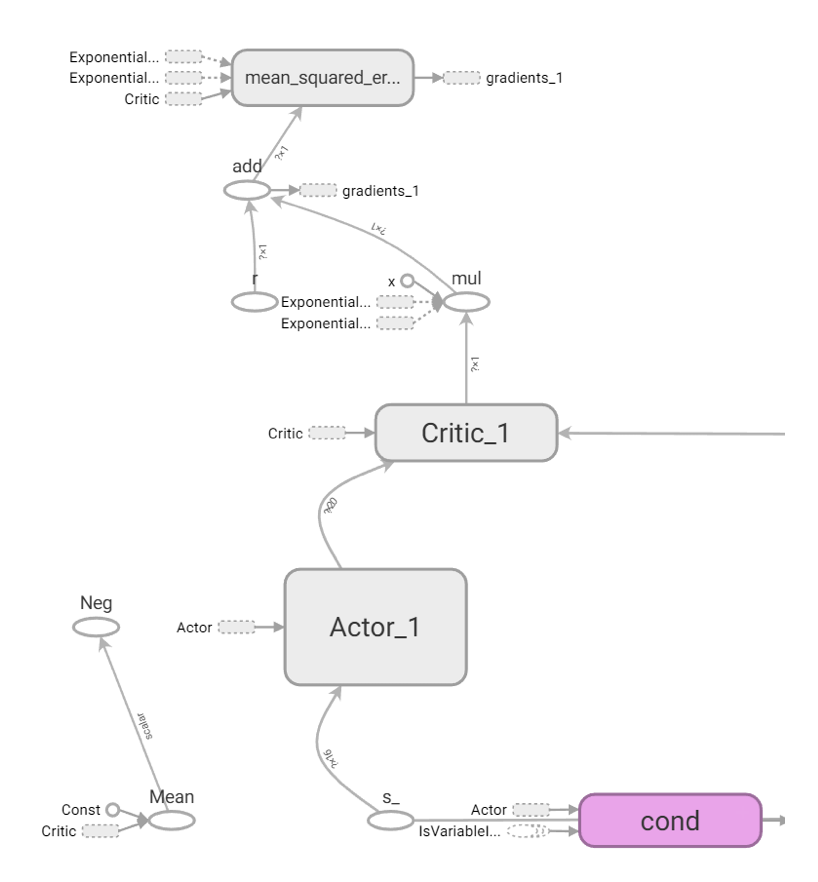 Exponential...
Exponential...
Critic
mean_squared_er...
gradients_1
?×1
add
gradients_1
?×1
?×1
r
x
mul
Exponential...
Exponential...
?×1
Critic
Critic_1
?×20
Neg
Actor
Actor_1
scalar
?×16
Mean
Const
Critic
s_
Actor
IsVariableI...
cond